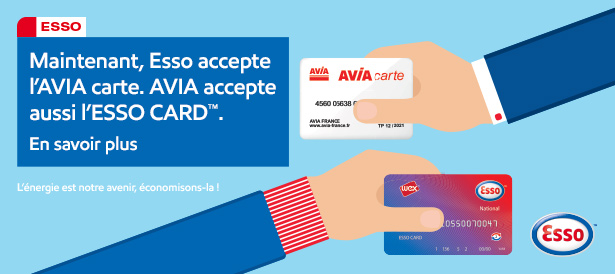 ESSO
Maintenant, Esso accepte
l'AVIA carte. AVIA accepte
aussi l'ESSO CARD™.
En savoir plus
L'énergie est notre avenir, économisons-la !
AVIA
AVIA carte
4560 05638
AVIA FRANCE
www.avia-france.fr
TP 12 / 2021
wex
Esso
National
0550070047
ESSO CARD
Esso